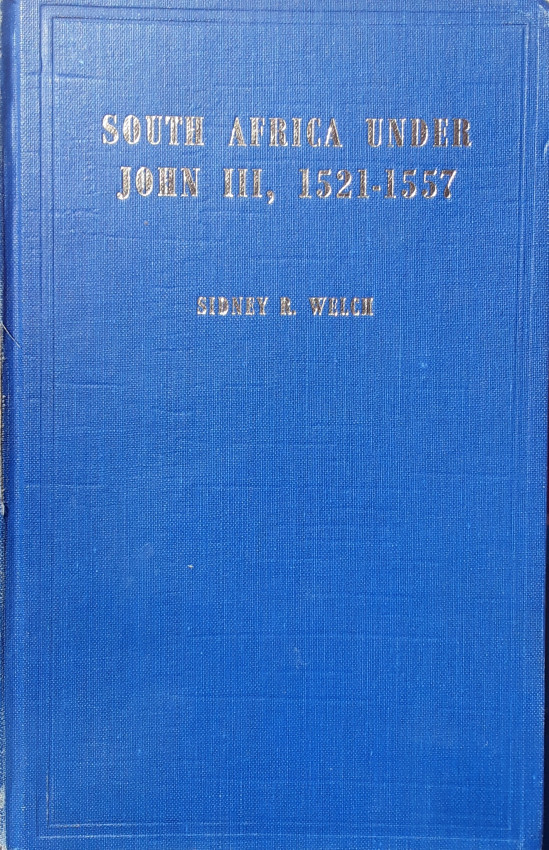 SOUTH AFRICA UNDER
JOHN III, 1521-1557
SIDNEY R. WELCH